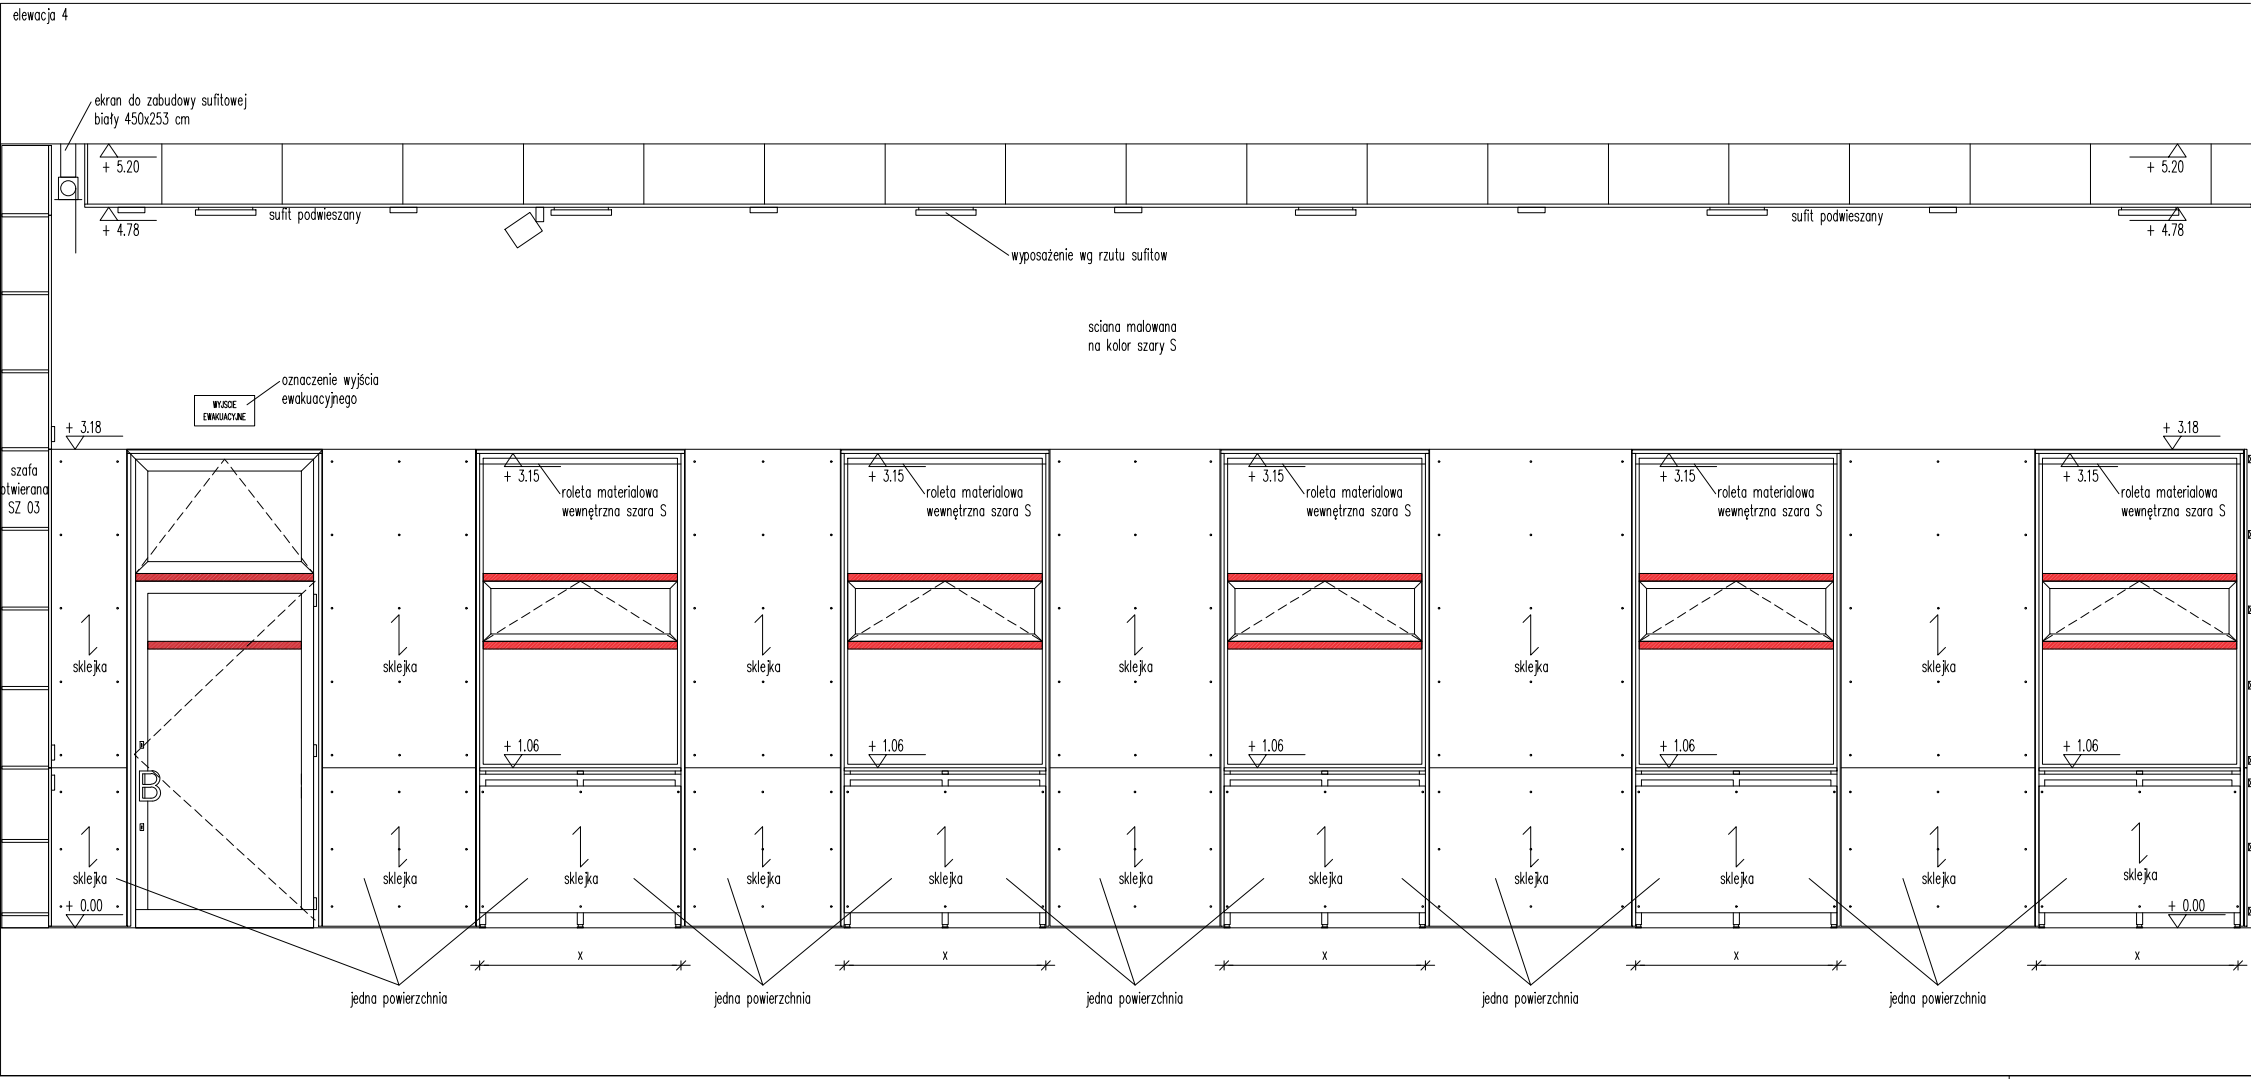 elewacja 4
ekran do zabudowy sufitowej
biały 450x253 cm
+ 5.20
+ 5.20
sufit podwieszany
sufit podwieszany
+ 4.78
+ 4.78
wyposażenie wg rzutu sufitow
sciana malowana
na kolor szary S
oznaczenie wyjścia
ewakuacyjnego
WYJSCIE
EWAKUACYJNE
+ 3.18
+ 3.18
szafa
otwierana
SZ 03
+ 3.15
roleta materialowa
wewnętrzna szara S
+ 3.15
roleta materialowa
wewnętrzna szara S
+ 3.15
roleta materialowa
wewnętrzna szara S
+ 3.15
roleta materialowa
wewnętrzna szara S
+ 3.15
roleta materialowa
wewnętrzna szara S
sklejka
sklejka
sklejka
sklejka
sklejka
sklejka
+ 1.06
+ 1.06
+ 1.06
+ 1.06
+ 1.06
B
sklejka
sklejka
sklejka
sklejka
sklejka
sklejka
sklejka
sklejka
sklejka
sklejka
sklejka
+ 0.00
+ 0.00
x
x
x
x
x
jedna powierzchnia
jedna powierzchnia
jedna powierzchnia
jedna powierzchnia
jedna powierzchnia